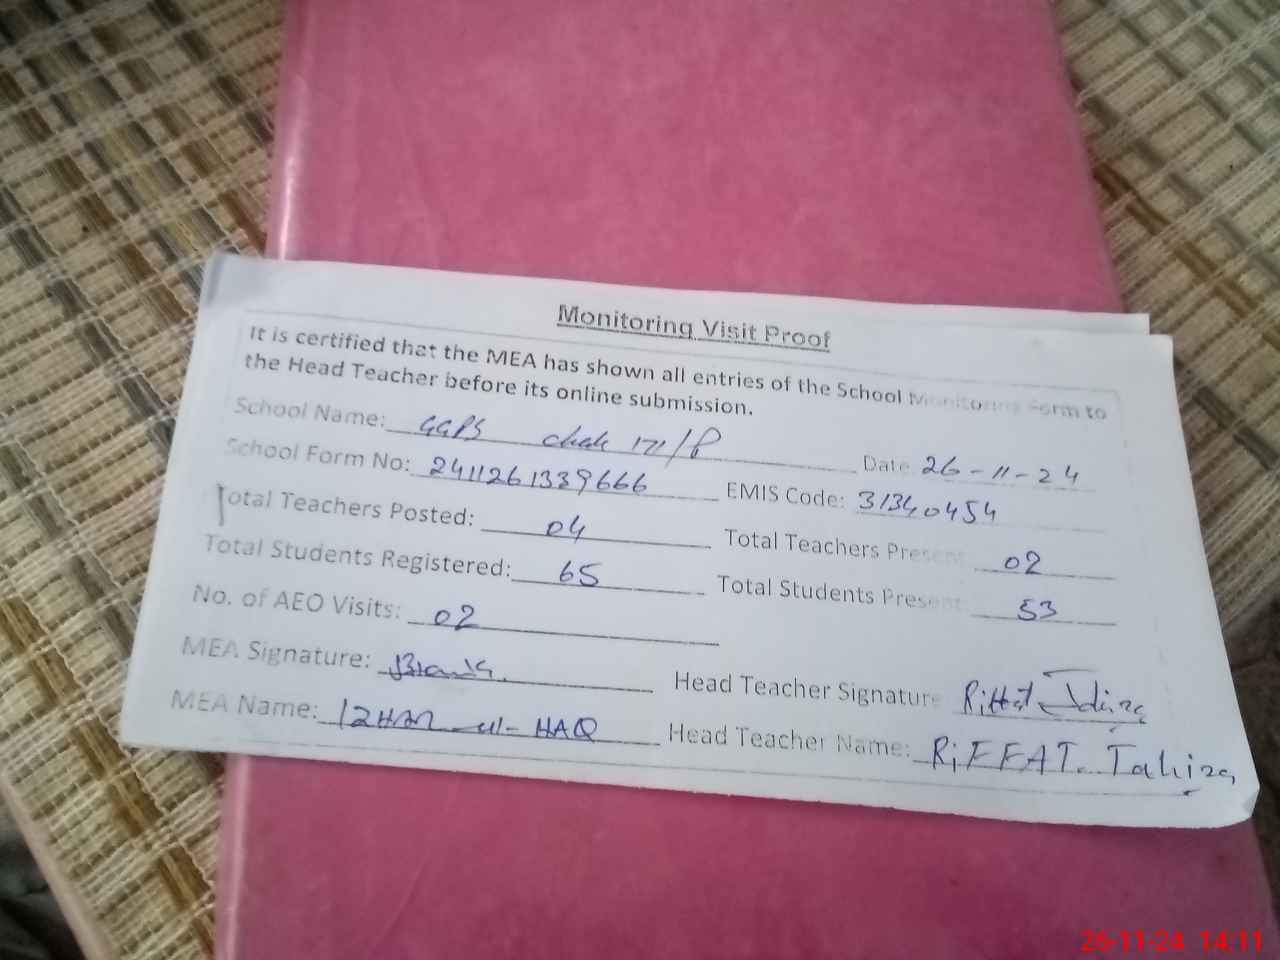 Monitoring Visit Proof
It is certified that the MEA has shown all entries of the School Monitoring Form to
the Head Teacher before its online submission.
School Name: GGPS chak 171/P Date 26-11-24
School Form No: 2411261339666 EMIS Code: 31340454
Total Teachers Posted: 04 Total Teachers Present: 02
Total Students Registered: 65 Total Students Present: 53
No. of AEO Visits: 02
MEA Signature: Head Teacher Signature Riffat
MEA Name: IZHAR-ul-HAQ Head Teacher Name: RiFFAT Tahira
26-11-24 14:11